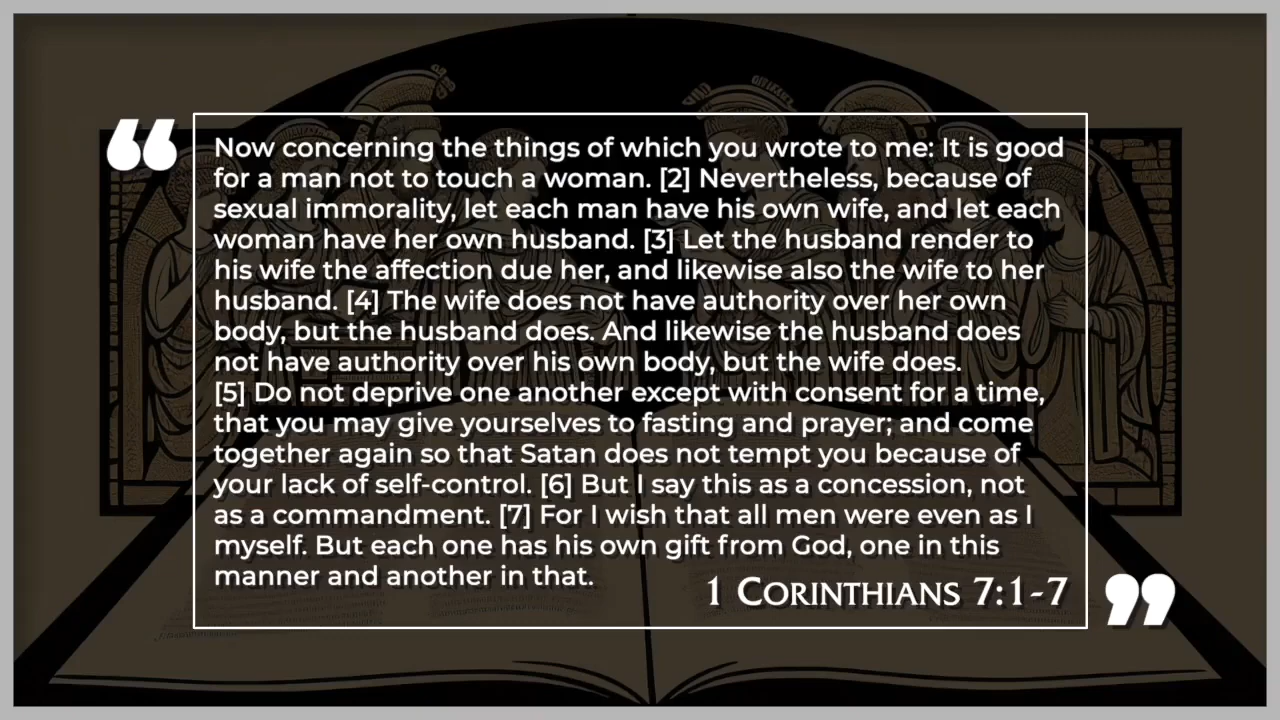 Now concerning the things of which you wrote to me: It is good
for a man not to touch a woman. [2] Nevertheless, because of
sexual immorality, let each man have his own wife, and let each
woman have her own husband. [3] Let the husband render to
his wife the affection due her, and likewise also the wife to her
husband. [4] The wife does not have authority over her own
body, but the husband does. And likewise the husband does
not have authority over his own body, but the wife does.
[5] Do not deprive one another except with consent for a time,
that you may give yourselves to fasting and prayer; and come
together again so that Satan does not tempt you because of
your lack of self-control. [6] But I say this as a concession, not
as a commandment. [7] For I wish that all men were even as I
myself. But each one has his own gift from God, one in this
manner and another in that.
1 Corinthians 7:1-7